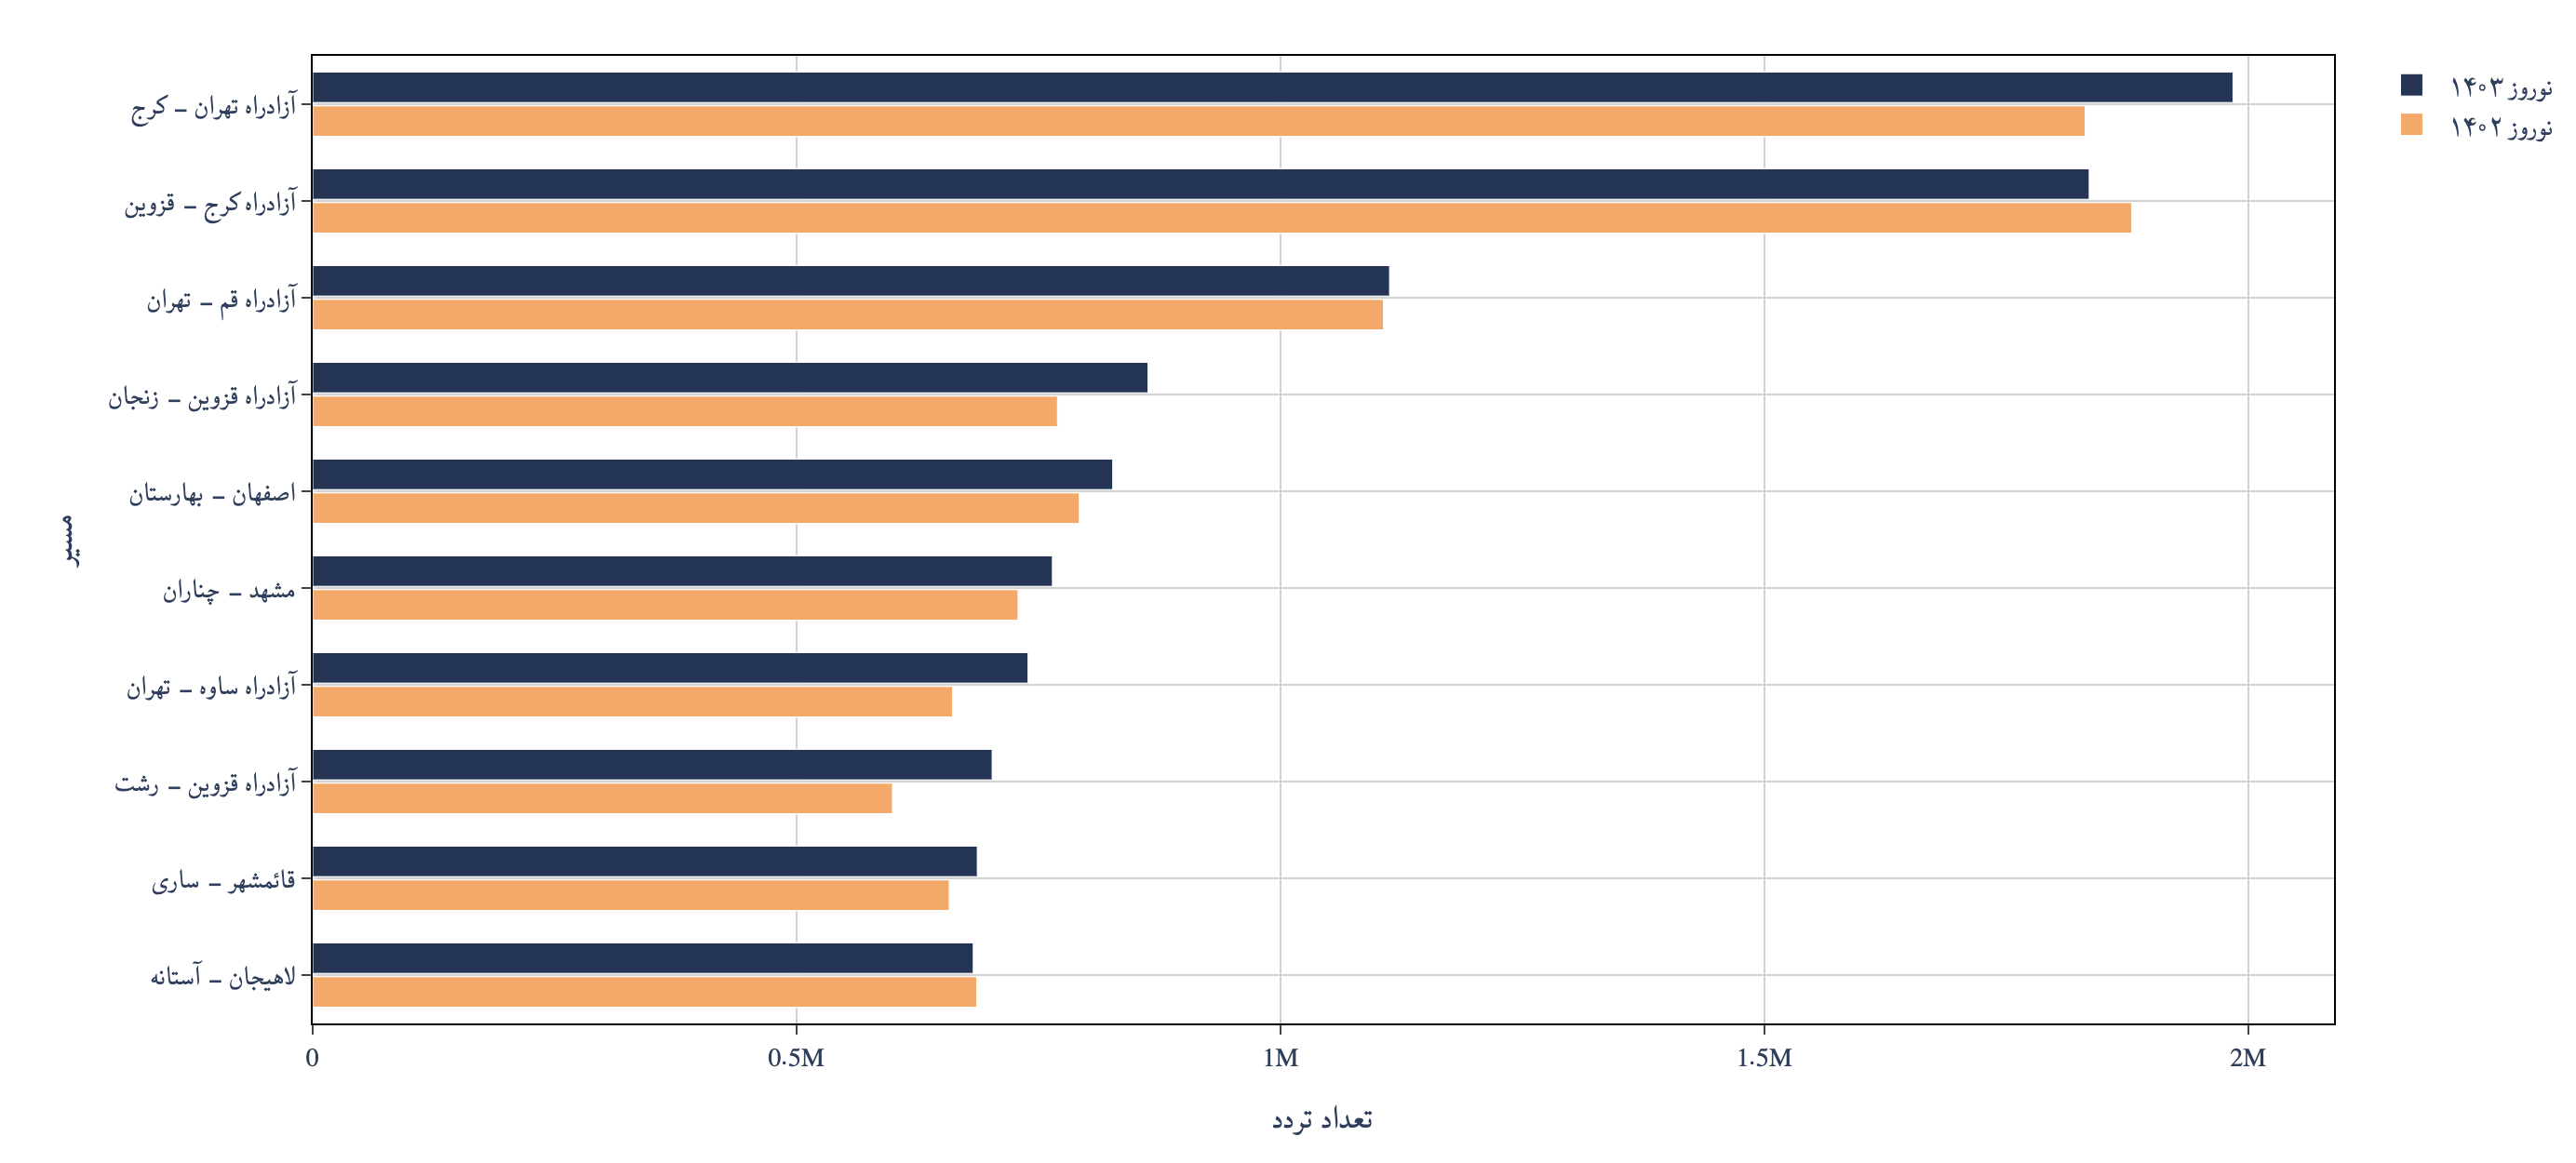 نوروز ۱۴۰۳
نوروز ۱۴۰۲
آزادراه تهران – کرج
آزادراه کرج – قزوین
آزادراه قم – تهران
آزادراه قزوین – زنجان
اصفهان – بهارستان
مشهد – چناران
آزادراه ساوه – تهران
آزادراه قزوین – رشت
قائمشهر – ساری
لاهیجان – آستانه
مسیر
0 0.5M 1M 1.5M 2M
تعداد تردد